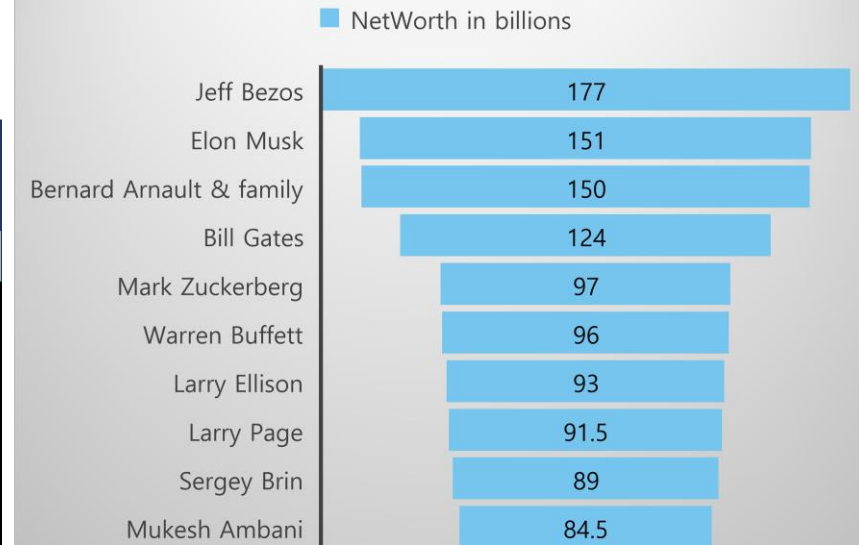 NetWorth in billions
Jeff Bezos 177
Elon Musk 151
Bernard Arnault & family 150
Bill Gates 124
Mark Zuckerberg 97
Warren Buffett 96
Larry Ellison 93
Larry Page 91.5
Sergey Brin 89
Mukesh Ambani 84.5